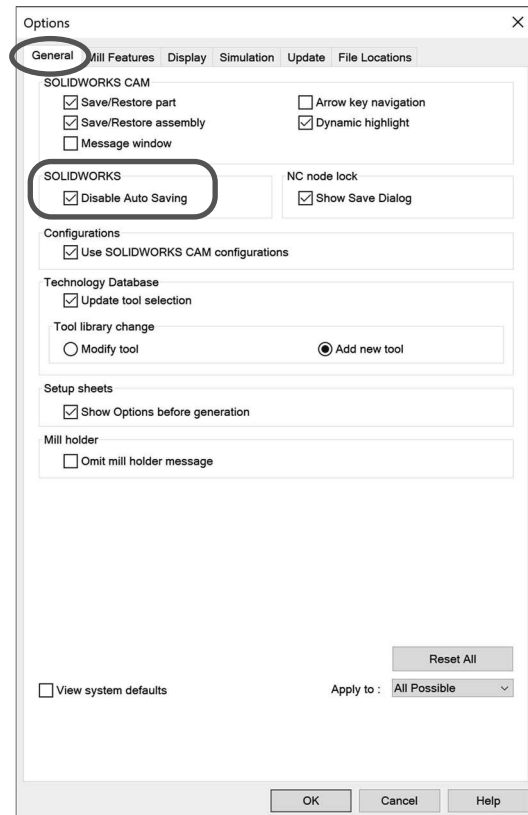 Options
General Mill Features Display Simulation Update File Locations
SOLIDWORKS CAM
Save/Restore part Arrow key navigation
Save/Restore assembly Dynamic highlight
Message window
SOLIDWORKS NC node lock
Disable Auto Saving Show Save Dialog
Configurations
Use SOLIDWORKS CAM configurations
Technology Database
Update tool selection
Tool library change
Modify tool Add new tool
Setup sheets
Show Options before generation
Mill holder
Omit mill holder message
Reset All
View system defaults Apply to : All Possible
OK Cancel Help